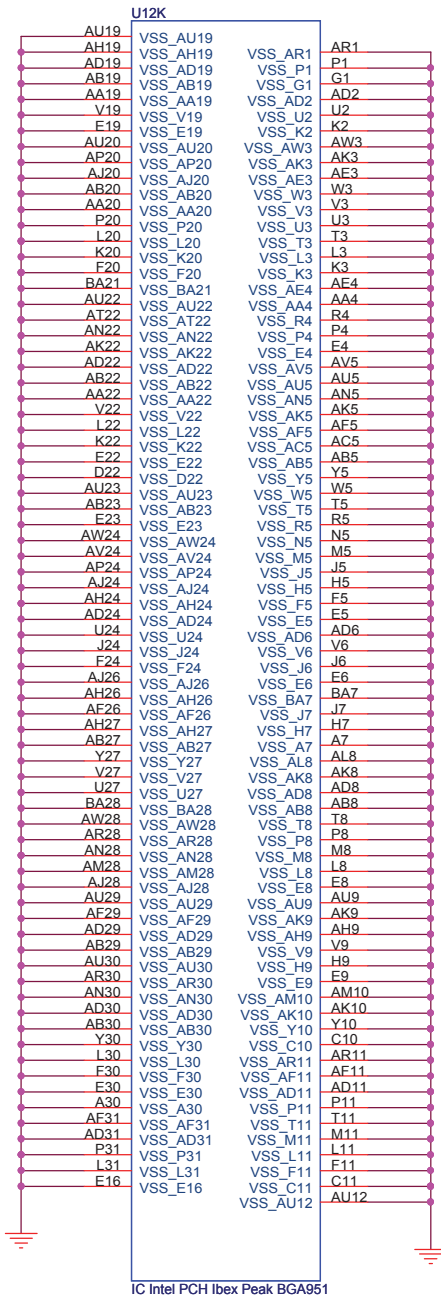 U12K
AU19 VSS_AU19
AH19 VSS_AH19
AD19 VSS_AD19
AB19 VSS_AB19
AA19 VSS_AA19
V19 VSS_V19
E19 VSS_E19
AU20 VSS_AU20
AP20 VSS_AP20
AJ20 VSS_AJ20
AB20 VSS_AB20
AA20 VSS_AA20
P20 VSS_P20
L20 VSS_L20
K20 VSS_K20
F20 VSS_F20
BA21 VSS_BA21
AU22 VSS_AU22
AT22 VSS_AT22
AN22 VSS_AN22
AK22 VSS_AK22
AD22 VSS_AD22
AB22 VSS_AB22
AA22 VSS_AA22
V22 VSS_V22
L22 VSS_L22
K22 VSS_K22
E22 VSS_E22
D22 VSS_D22
AU23 VSS_AU23
AB23 VSS_AB23
E23 VSS_E23
AW24 VSS_AW24
AV24 VSS_AV24
AP24 VSS_AP24
AJ24 VSS_AJ24
AH24 VSS_AH24
AD24 VSS_AD24
U24 VSS_U24
J24 VSS_J24
F24 VSS_F24
AJ26 VSS_AJ26
AH26 VSS_AH26
AF26 VSS_AF26
AH27 VSS_AH27
AB27 VSS_AB27
Y27 VSS_Y27
V27 VSS_V27
U27 VSS_U27
BA28 VSS_BA28
AW28 VSS_AW28
AR28 VSS_AR28
AN28 VSS_AN28
AM28 VSS_AM28
AJ28 VSS_AJ28
AU29 VSS_AU29
AF29 VSS_AF29
AD29 VSS_AD29
AB29 VSS_AB29
AU30 VSS_AU30
AR30 VSS_AR30
AN30 VSS_AN30
AD30 VSS_AD30
AB30 VSS_AB30
Y30 VSS_Y30
L30 VSS_L30
F30 VSS_F30
E30 VSS_E30
A30 VSS_A30
AF31 VSS_AF31
AD31 VSS_AD31
P31 VSS_P31
L31 VSS_L31
E16 VSS_E16
VSS_AR1 AR1
VSS_P1 P1
VSS_G1 G1
VSS_AD2 AD2
VSS_U2 U2
VSS_K2 K2
VSS_AW3 AW3
VSS_AK3 AK3
VSS_AE3 AE3
VSS_W3 W3
VSS_V3 V3
VSS_U3 U3
VSS_T3 T3
VSS_L3 L3
VSS_K3 K3
VSS_AE4 AE4
VSS_AA4 AA4
VSS_R4 R4
VSS_P4 P4
VSS_E4 E4
VSS_AV5 AV5
VSS_AU5 AU5
VSS_AN5 AN5
VSS_AK5 AK5
VSS_AF5 AF5
VSS_AC5 AC5
VSS_AB5 AB5
VSS_Y5 Y5
VSS_W5 W5
VSS_T5 T5
VSS_R5 R5
VSS_N5 N5
VSS_M5 M5
VSS_J5 J5
VSS_H5 H5
VSS_F5 F5
VSS_E5 E5
VSS_AD6 AD6
VSS_V6 V6
VSS_J6 J6
VSS_E6 E6
VSS_BA7 BA7
VSS_J7 J7
VSS_H7 H7
VSS_A7 A7
VSS_AL8 AL8
VSS_AK8 AK8
VSS_AD8 AD8
VSS_AB8 AB8
VSS_T8 T8
VSS_P8 P8
VSS_M8 M8
VSS_L8 L8
VSS_E8 E8
VSS_AU9 AU9
VSS_AK9 AK9
VSS_AH9 AH9
VSS_V9 V9
VSS_H9 H9
VSS_E9 E9
VSS_AM10 AM10
VSS_AK10 AK10
VSS_Y10 Y10
VSS_C10 C10
VSS_AR11 AR11
VSS_AF11 AF11
VSS_AD11 AD11
VSS_P11 P11
VSS_T11 T11
VSS_M11 M11
VSS_L11 L11
VSS_F11 F11
VSS_C11 C11
VSS_AU12 AU12
IC Intel PCH Ibex Peak BGA951